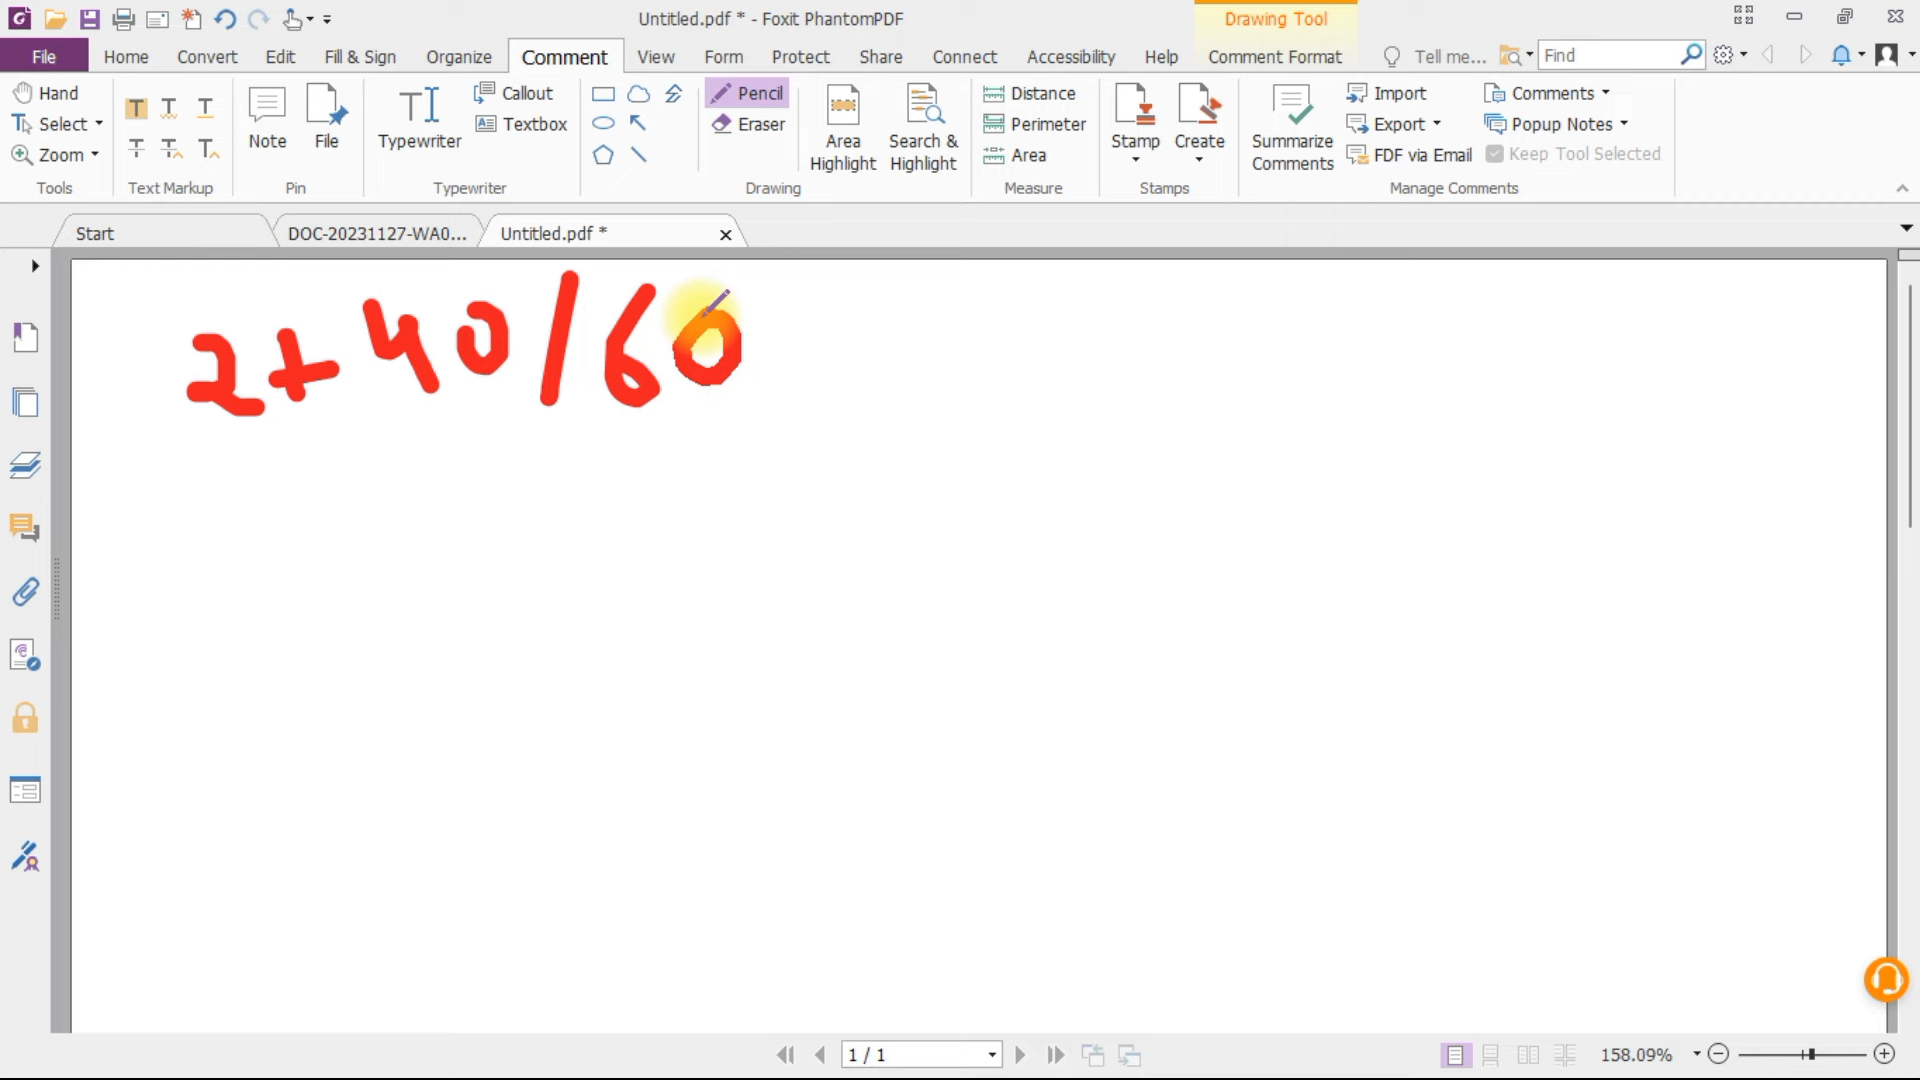 Untitled.pdf * - Foxit PhantomPDF
Drawing Tool
File Home Convert Edit Fill & Sign Organize Comment View Form Protect Share Connect Accessibility Help Comment Format Tell me... Find
Hand
Select
Zoom
Tools
Text Markup
Note
File
Pin
Typewriter
Callout
Textbox
Typewriter
Pencil
Eraser
Area Highlight
Search & Highlight
Drawing
Distance
Perimeter
Area
Measure
Stamp
Create
Stamps
Summarize Comments
Import
Export
FDF via Email
Comments
Popup Notes
Keep Tool Selected
Manage Comments
Start
DOC-20231127-WA0...
Untitled.pdf *
2+40/60
1 / 1
158.09%